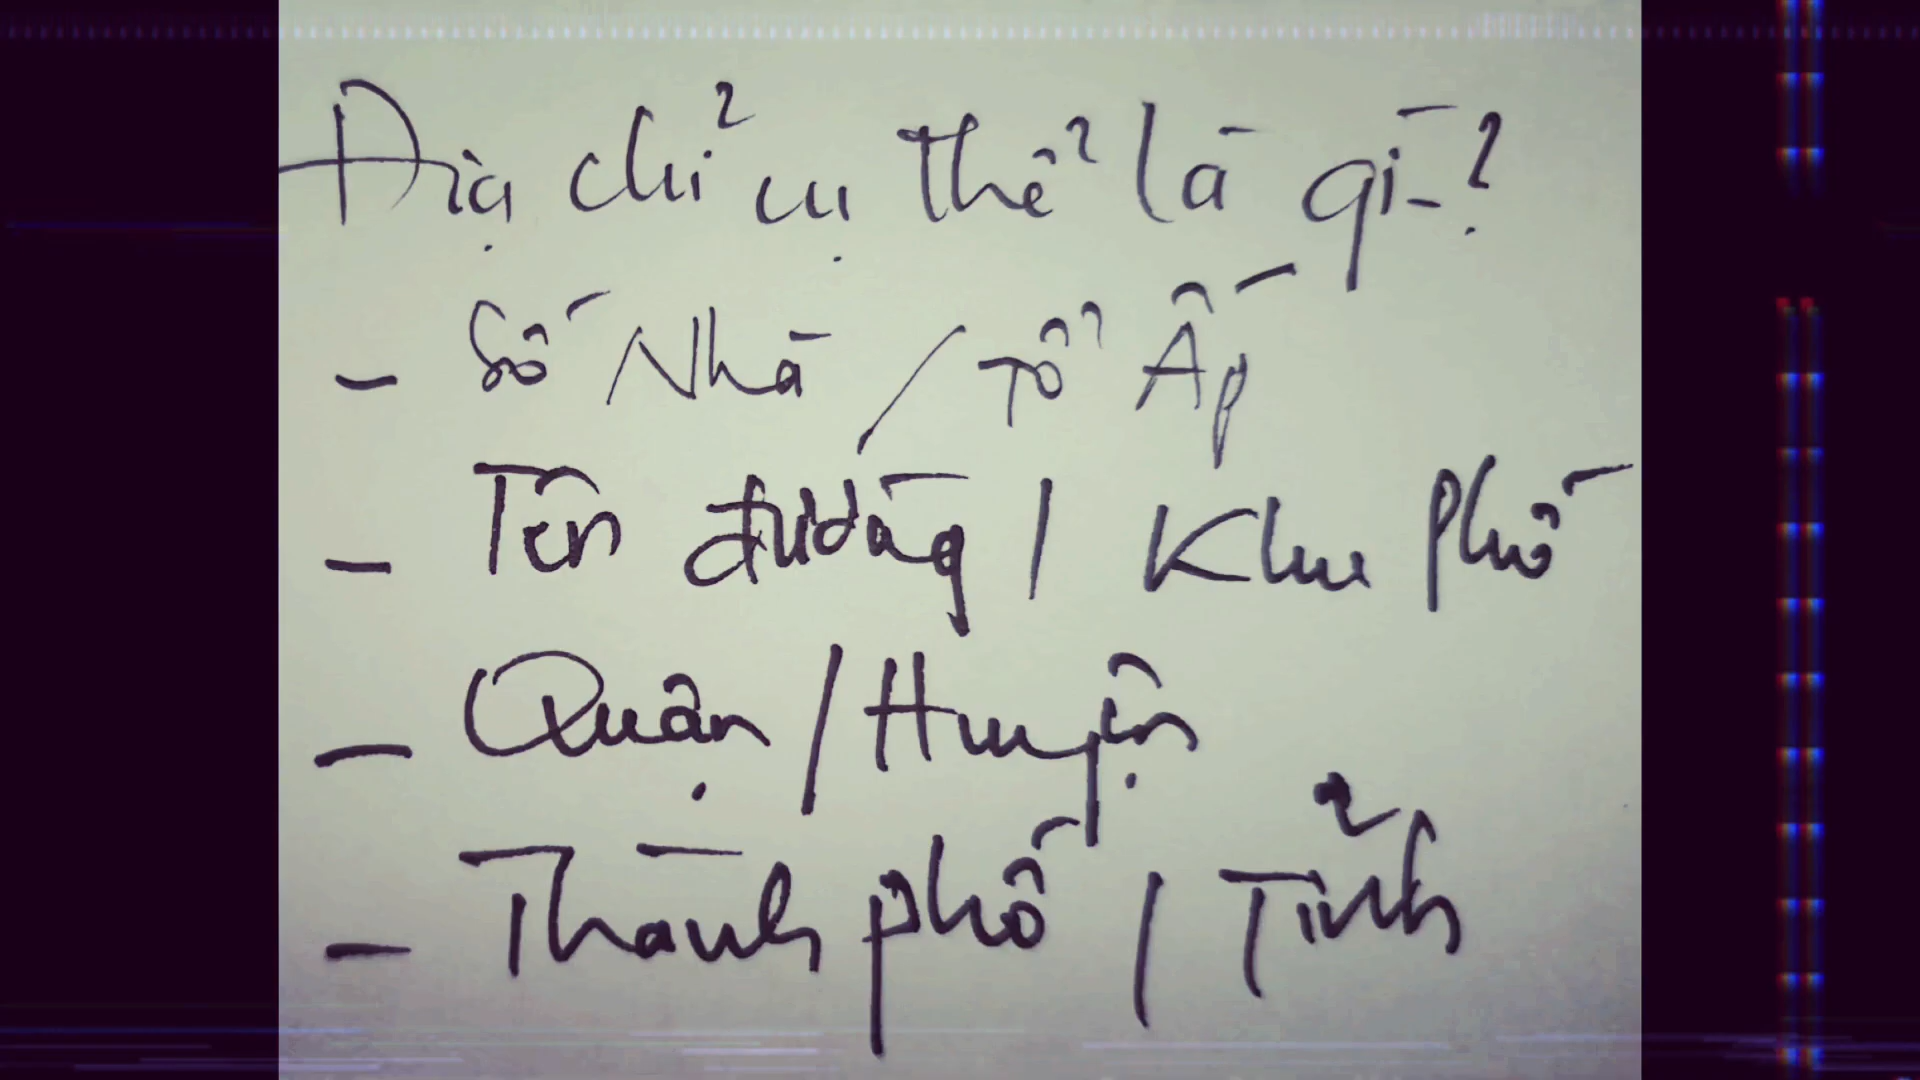 Địa chỉ cụ thể là gì?
- Số Nhà / Tổ Ấp
- Tên đường / Khu phố
- Quận / Huyện
- Thành phố / Tỉnh